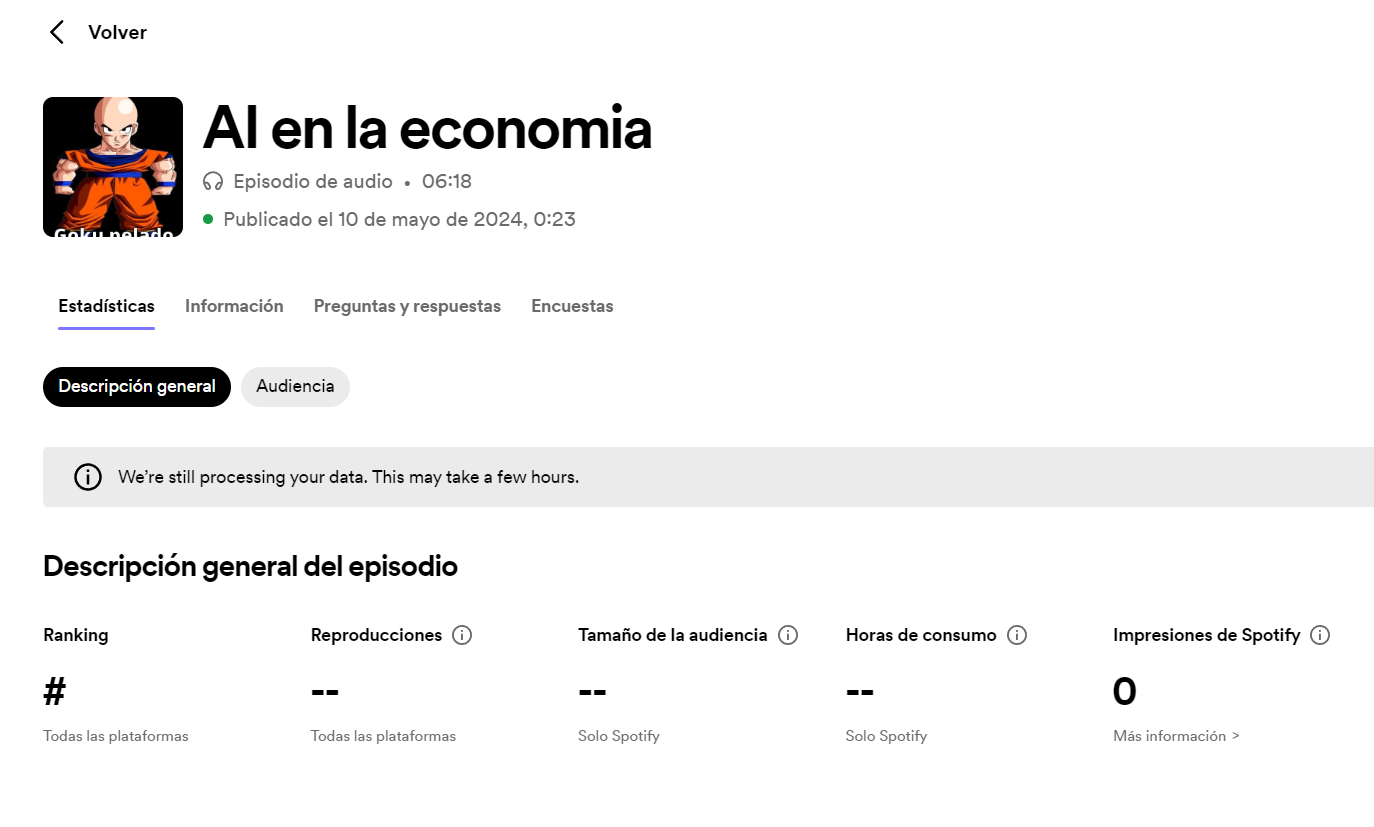 Volver
AI en la economia
Episodio de audio • 06:18
Publicado el 10 de mayo de 2024, 0:23
Goku pelado
Estadísticas Información Preguntas y respuestas Encuestas
Descripción general Audiencia
We're still processing your data. This may take a few hours.
Descripción general del episodio
Ranking Reproducciones Tamaño de la audiencia Horas de consumo Impresiones de Spotify
# -- -- -- 0
Todas las plataformas Todas las plataformas Solo Spotify Solo Spotify Más información >